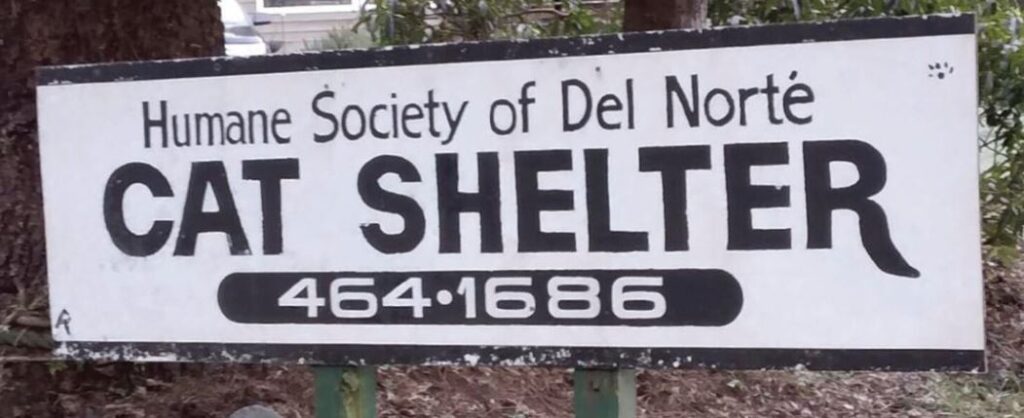 Humane Society of Del Norté
CAT SHELTER
464•1686